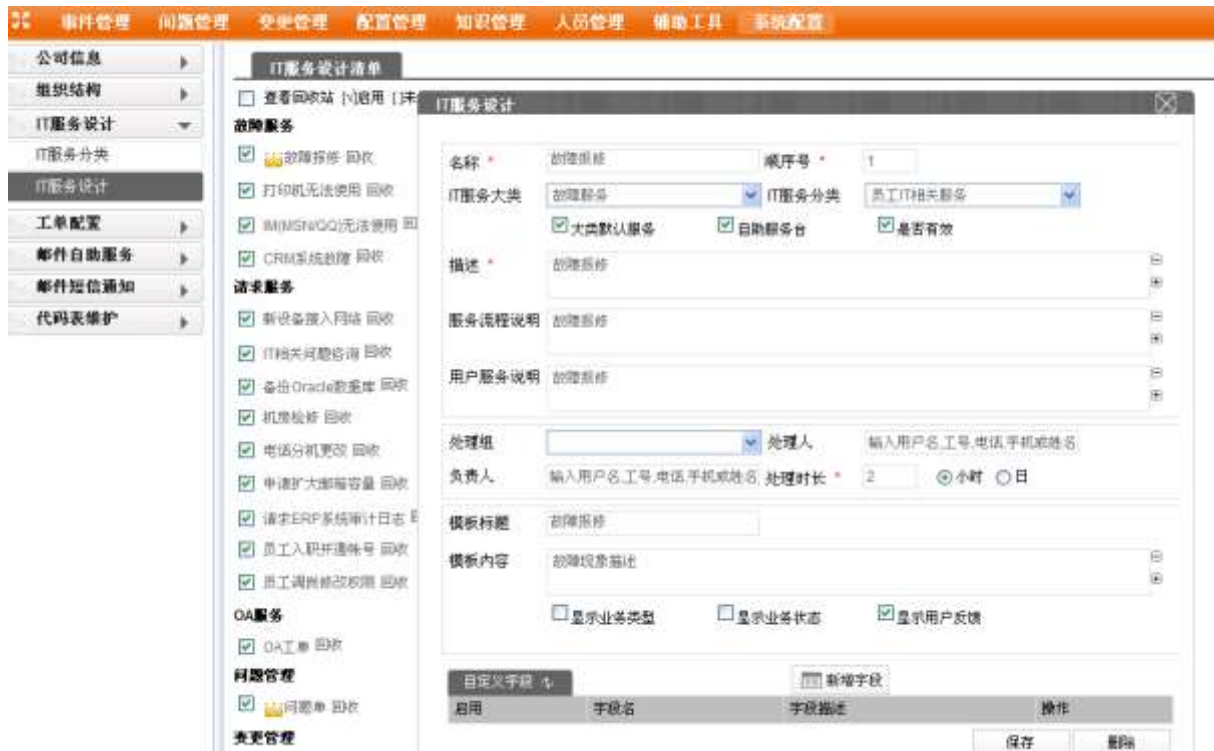 事件管理 问题管理 变更管理 配置管理 知识管理 人员管理 辅助工具 系统配置
公司信息
组织结构
IT服务设计
IT服务分类
IT服务设计
工单配置
邮件自助服务
邮件短信通知
代码表维护
IT服务设计清单
查看回收站 [√]启用 [ ]未
故障服务
故障报修 回收
打印机无法使用 回收
IM(MSN/QQ)无法使用 回
CRM系统故障 回收
请求服务
新设备接入网络 回收
IT相关问题咨询 回收
备份Oracle数据库 回收
机房检修 回收
电话分机更改 回收
申请扩大邮箱容量 回收
请求ERP系统审计日志
员工入职开通帐号 回收
员工调岗修改权限 回收
OA服务
OA工单 回收
问题管理
问题单 回收
变更管理
IT服务设计
名称 * 故障报修 顺序号 * 1
IT服务大类 故障服务 IT服务分类 员工IT相关服务
大类默认服务 自助服务台 是否有效
描述 * 故障报修
服务流程说明 故障报修
用户服务说明 故障报修
处理组 处理人 输入用户名,工号,电话,手机或姓名
负责人 输入用户名,工号,电话,手机或姓名 处理时长 * 2 小时 日
模板标题 故障报修
模板内容 故障现象描述
显示业务类型 显示业务状态 显示用户反馈
自定义字段 新增字段
启用 字段名 字段描述 操作
保存 删除